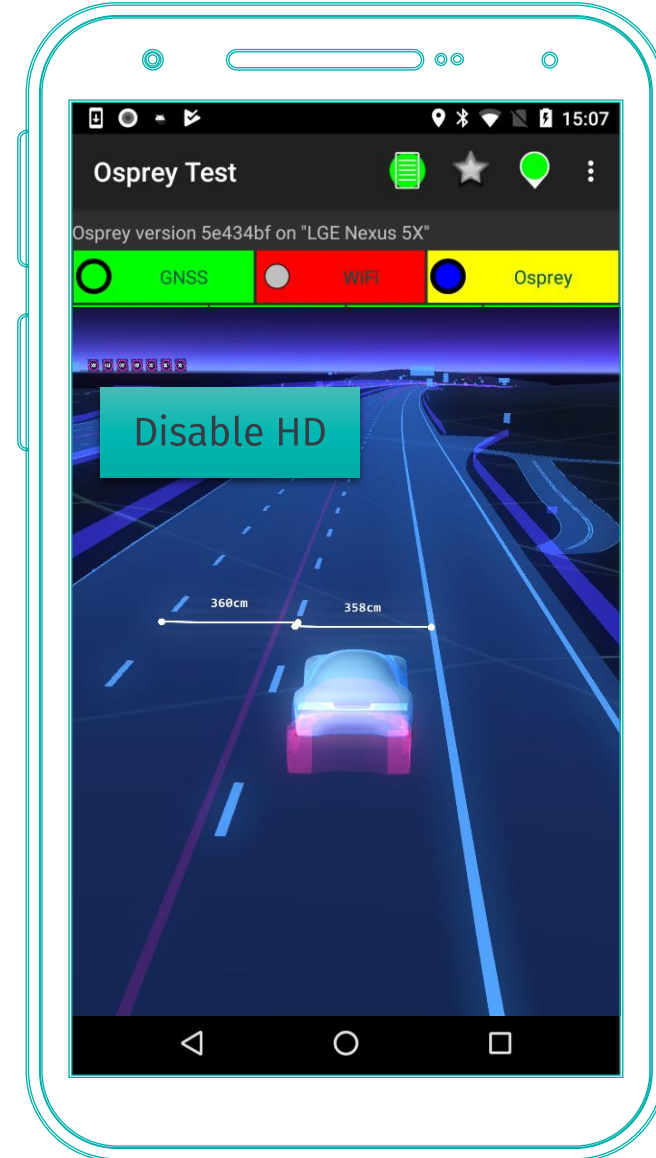 15:07
Osprey Test
Osprey version 5e434bf on "LGE Nexus 5X"
GNSS WiFi Osprey
Disable HD
360cm 358cm